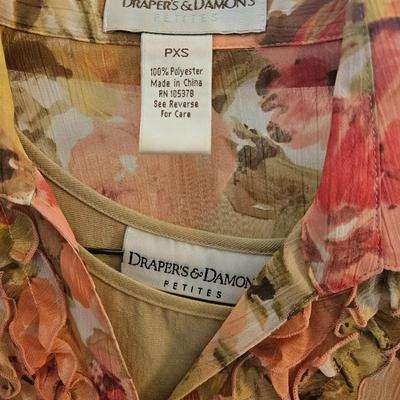 DRAPER'S & DAMON'S
PETITES
PXS
100% Polyester
Made in China
RN 105378
See Reverse
For Care
DRAPER'S & DAMON'S
PETITES